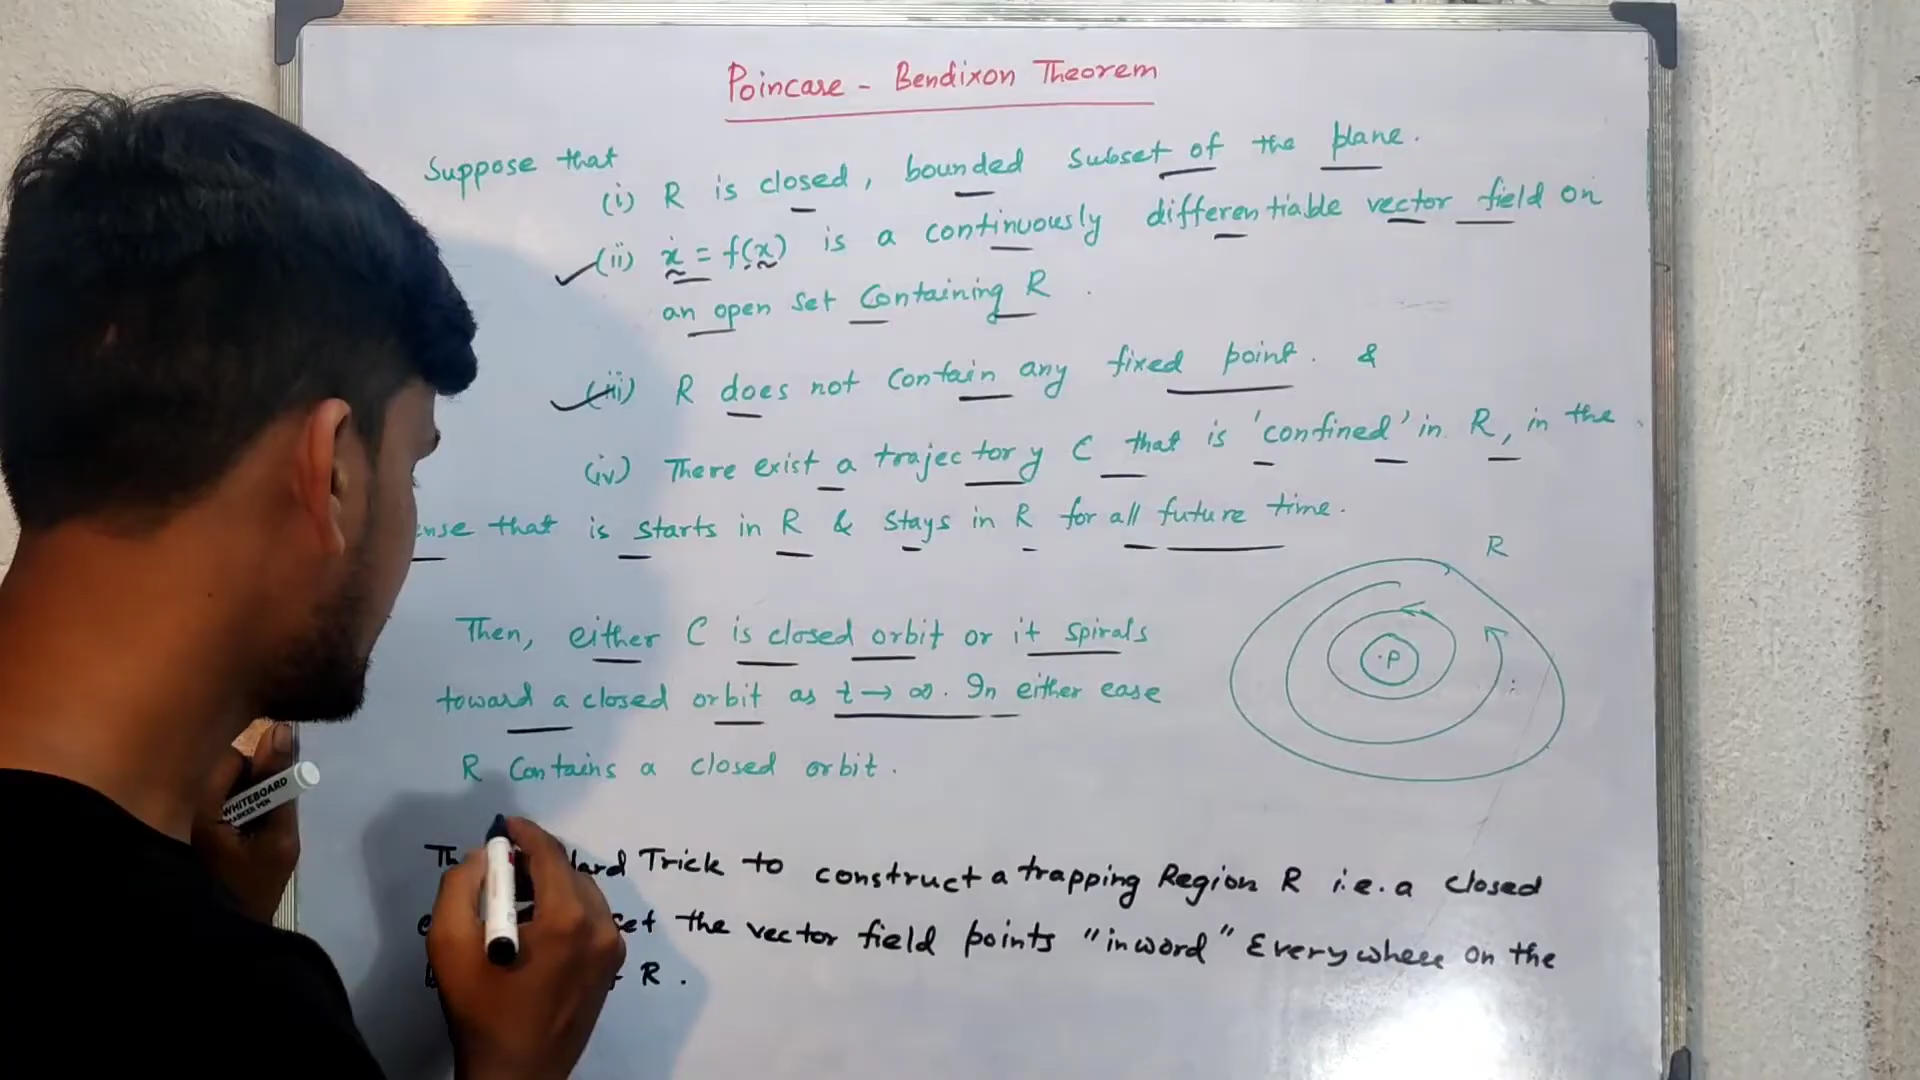 Poincare - Bendixon Theorem
Suppose that
(i) R is closed, bounded subset of the plane.
(ii) ẋ = f(x) is a continuously differentiable vector field on
an open set Containing R
(iii) R does not contain any fixed point. &
(iv) There exist a trajectory C that is 'confined' in R, in the
that is starts in R & stays in R for all future time.
R
Then, either C is closed orbit or it spirals
toward a closed orbit as t → ∞. In either case
R Contains a closed orbit.
P
WHITEBOARD
MARKER PEN
Trick to construct a trapping Region R i.e. a closed
set the vector field points "inword" Everywhere on the
R.